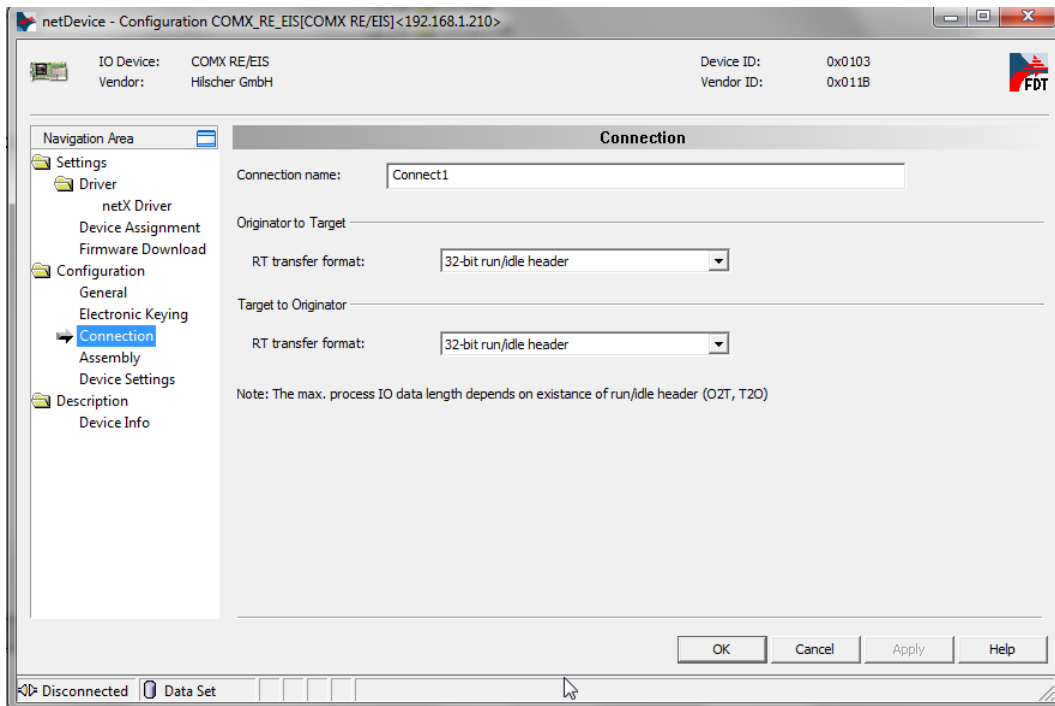 netDevice - Configuration COMX_RE_EIS[COMX RE/EIS]<192.168.1.210>
IO Device: COMX RE/EIS Device ID: 0x0103
Vendor: Hilscher GmbH Vendor ID: 0x011B
FDT
Navigation Area
Settings
Driver
netX Driver
Device Assignment
Firmware Download
Configuration
General
Electronic Keying
Connection
Assembly
Device Settings
Description
Device Info
Connection
Connection name: Connect1
Originator to Target
RT transfer format: 32-bit run/idle header
Target to Originator
RT transfer format: 32-bit run/idle header
Note: The max. process IO data length depends on existance of run/idle header (O2T, T2O)
OK Cancel Apply Help
Disconnected Data Set